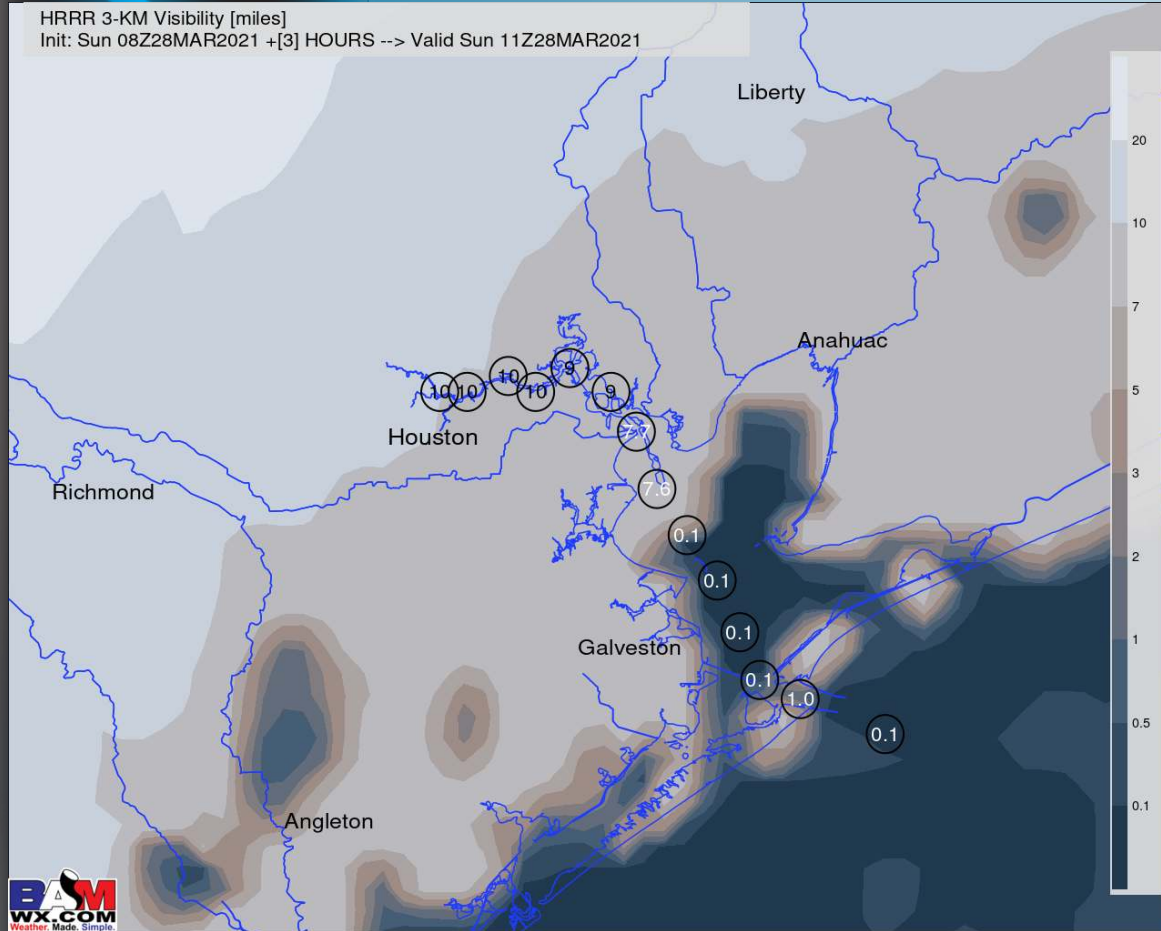 HRRR 3-KM Visibility [miles]
Init: Sun 08Z28MAR2021 +[3] HOURS --> Valid Sun 11Z28MAR2021
Liberty
20
10
7
Anahuac
9
10
10 10
10
9
5
7.7
Houston
3
Richmond
7.6
0.1
2
0.1
0.1
1
Galveston
0.1
1.0
0.5
0.1
0.1
Angleton
BAM
WX.COM
Weather. Made. Simple.